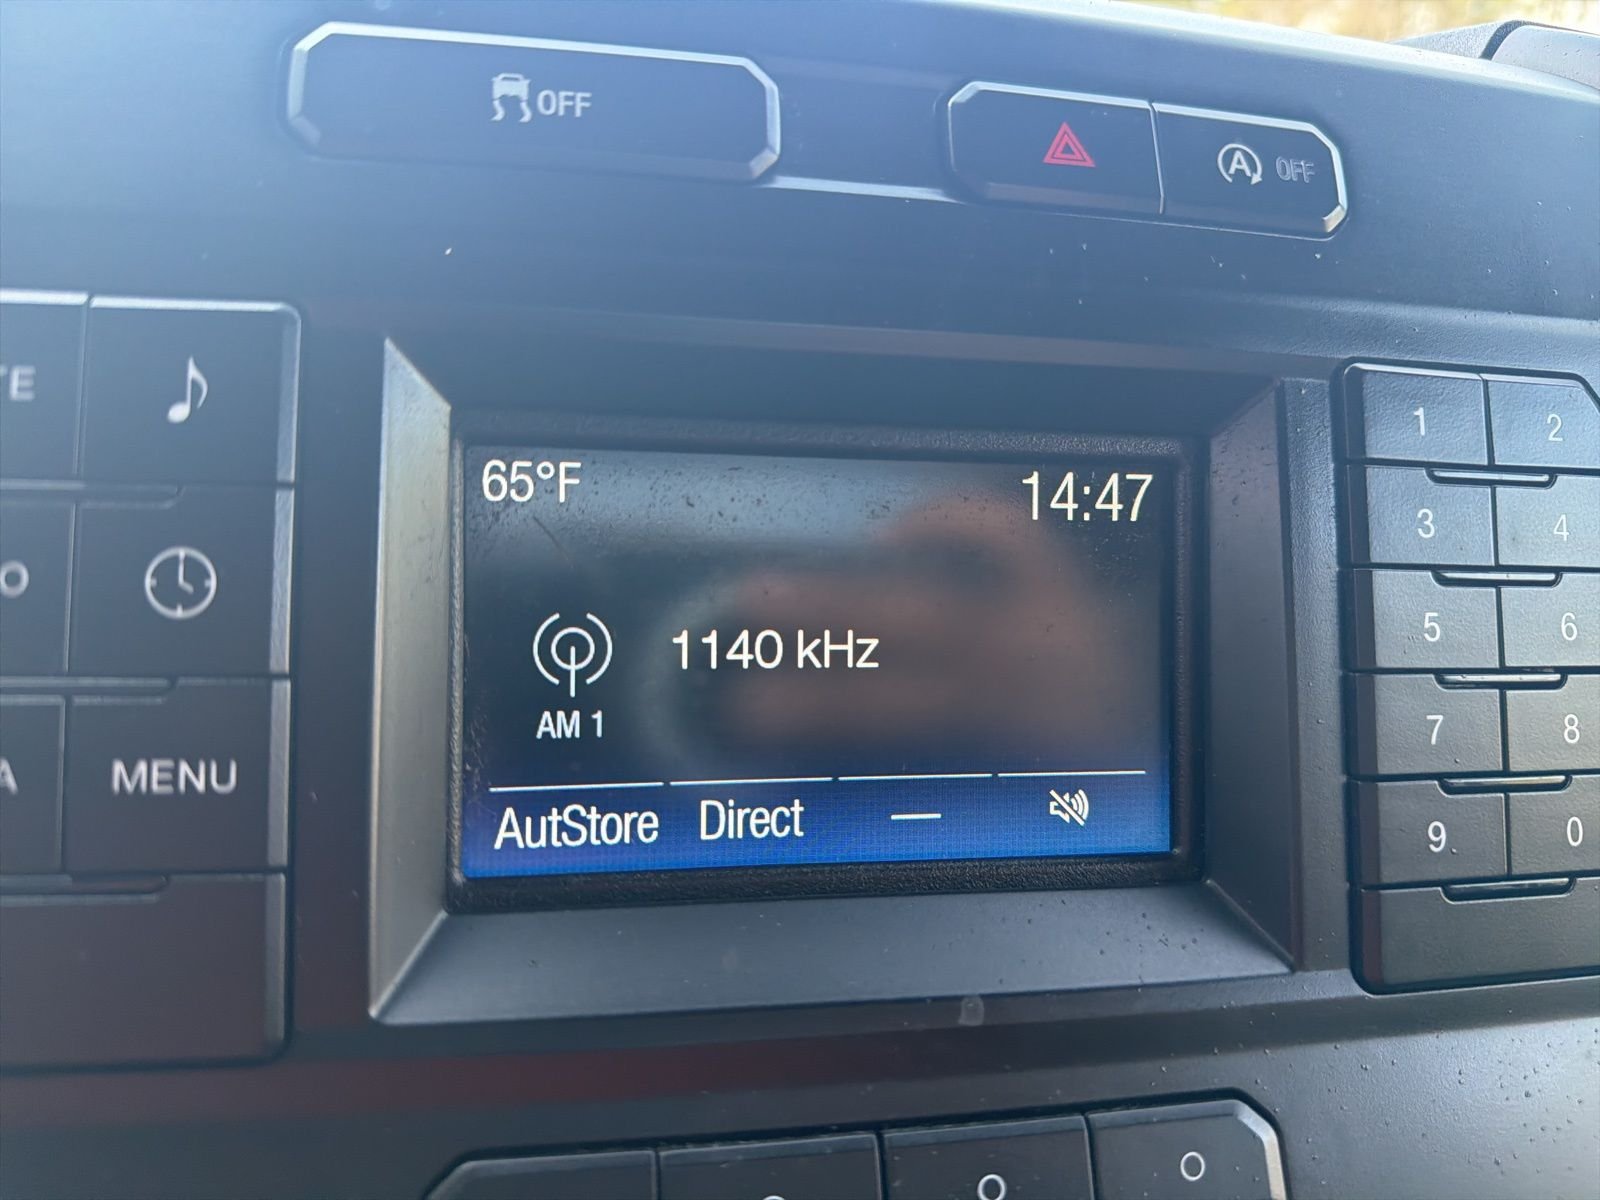 OFF
A OFF
TE
65°F 14:47
1 2
3 4
O
5 6
1140 kHz
AM 1
7 8
A MENU
AutStore Direct —
9 0